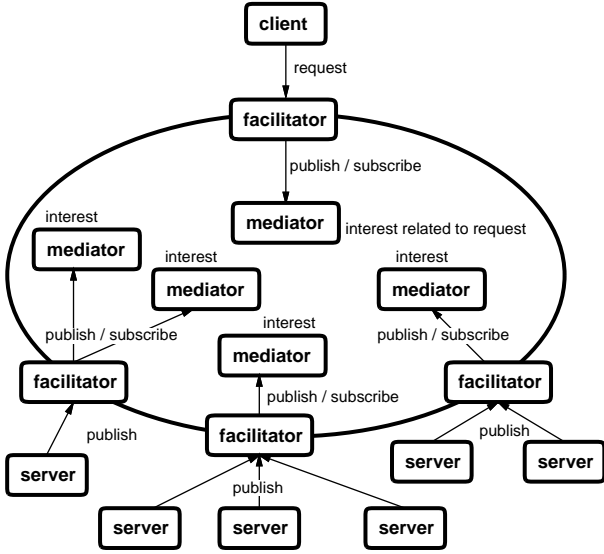 client
request
facilitator
publish / subscribe
mediator
interest related to request
interest
mediator
interest
mediator
interest
mediator
publish / subscribe
publish / subscribe
interest
mediator
publish / subscribe
facilitator
facilitator
facilitator
publish
publish
server
server
server
publish
server
server
server